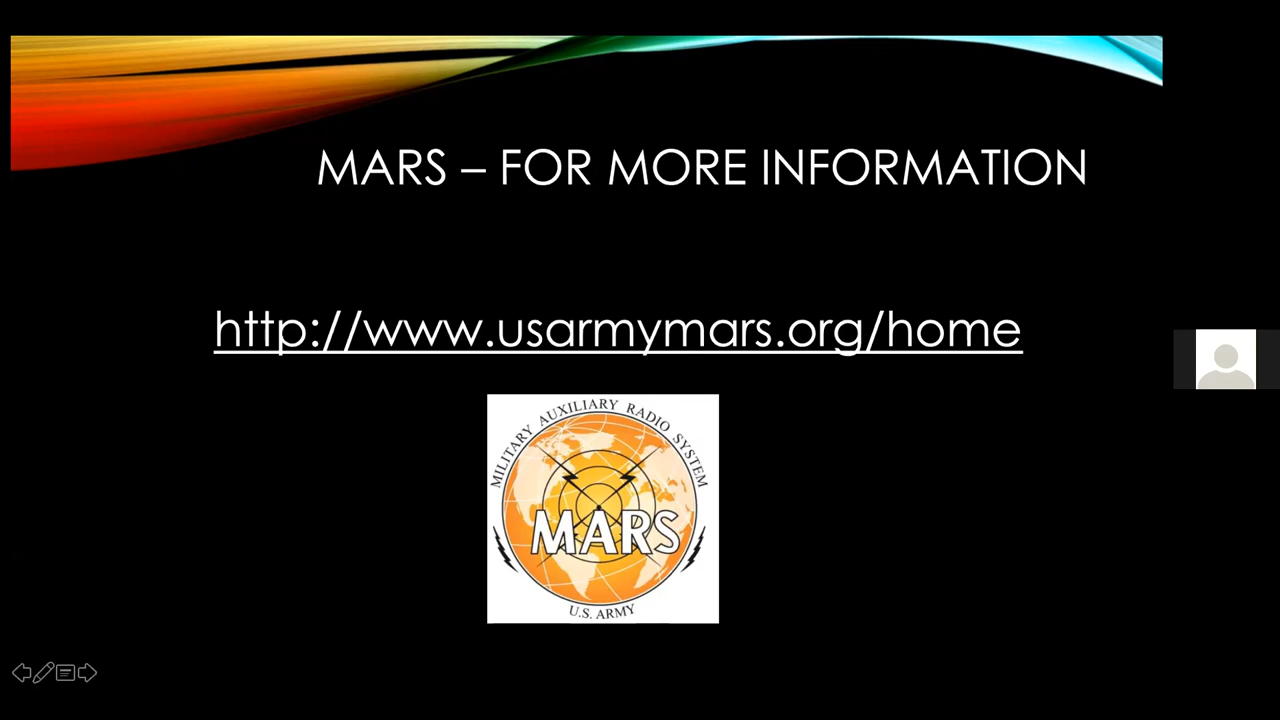 MARS – FOR MORE INFORMATION
http://www.usarmymars.org/home
MILITARY AUXILIARY RADIO SYSTEM
MARS
U.S. ARMY